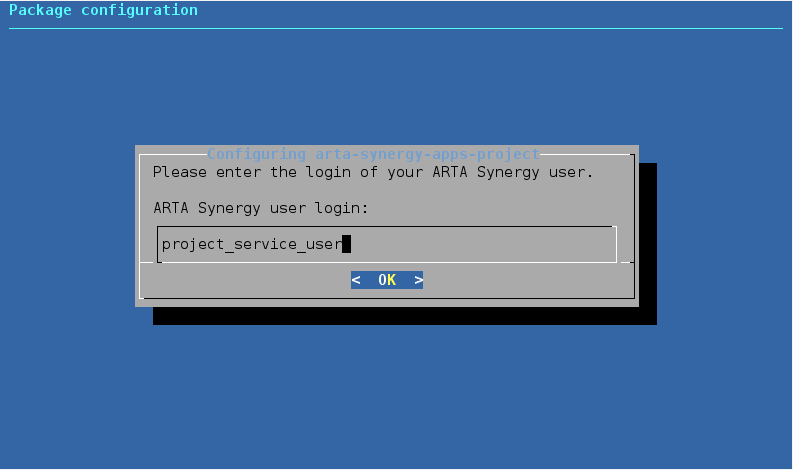 Package configuration
Configuring arta-synergy-apps-project
Please enter the login of your ARTA Synergy user.
ARTA Synergy user login:
project_service_user
<  OK  >